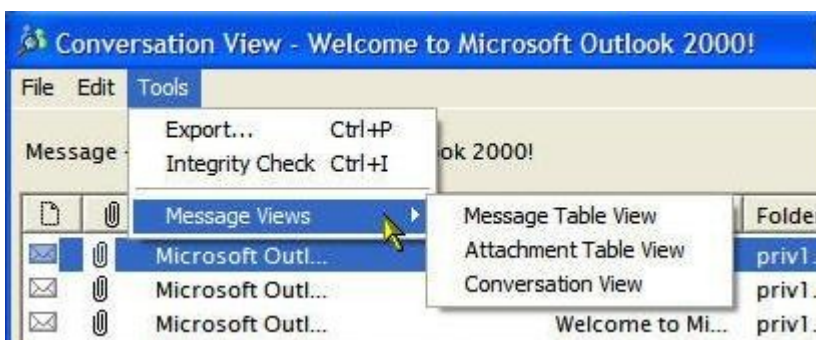 Conversation View - Welcome to Microsoft Outlook 2000!
File Edit Tools
Export... Ctrl+P
Message ok 2000!
Integrity Check Ctrl+I
Message Views Message Table View Folde
Attachment Table View
Microsoft Outl... priv1.
Conversation View
Microsoft Outl... priv1.
Microsoft Outl... Welcome to Mi... priv1.